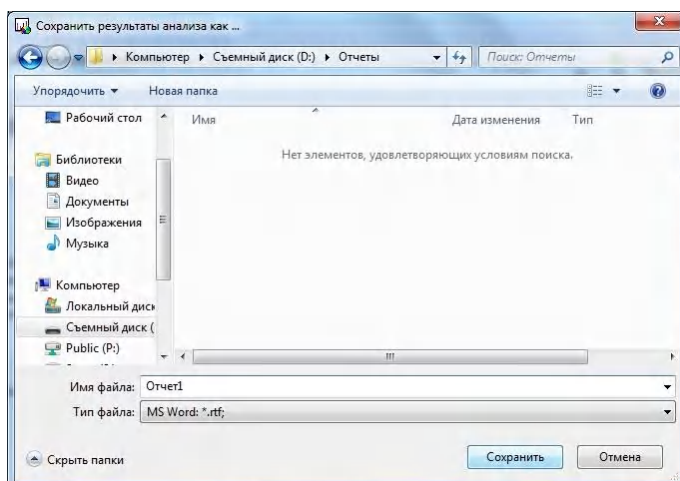 Сохранить результаты анализа как ...
Компьютер ▸ Съемный диск (D:) ▸ Отчеты
Поиск: Отчеты
Упорядочить ▼ Новая папка
Рабочий стол
Имя Дата изменения Тип
Нет элементов, удовлетворяющих условиям поиска.
Библиотеки
Видео
Документы
Изображения
Музыка
Компьютер
Локальный диск
Съемный диск (
Public (P:)
Имя файла: Отчет1
Тип файла: MS Word: *.rtf;
Скрыть папки
Сохранить Отмена